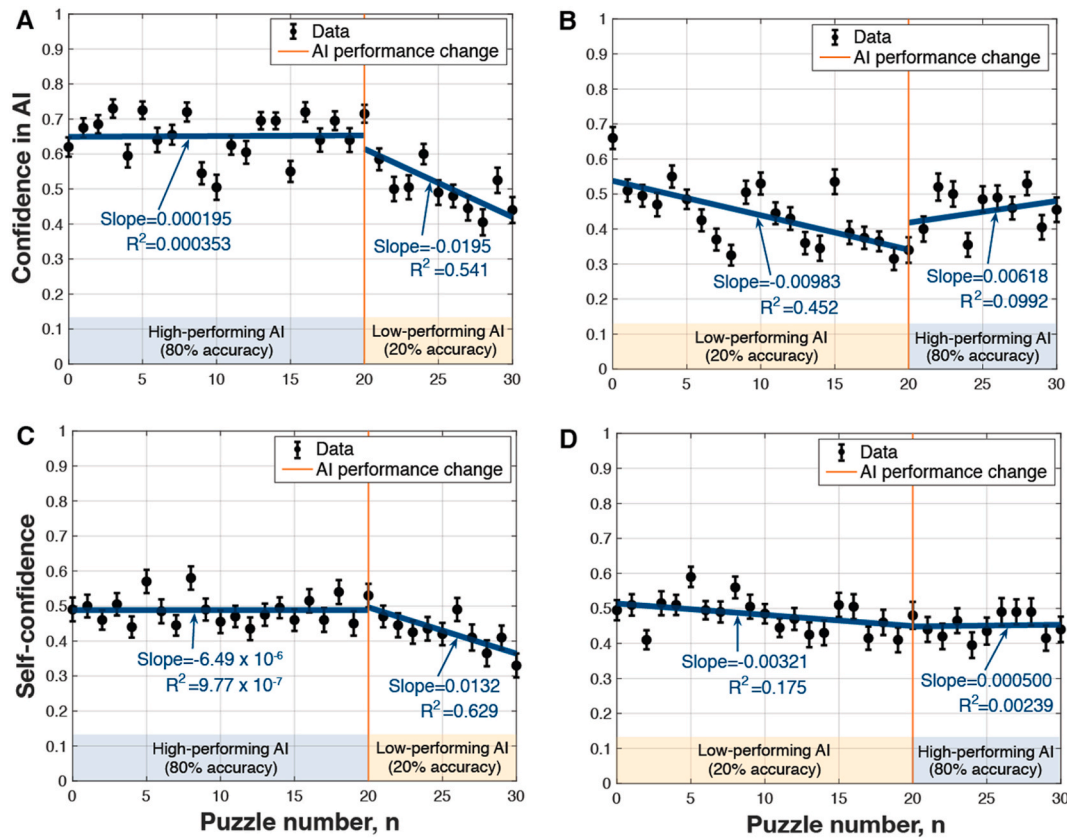 A
Data
AI performance change
Confidence in AI
1
0.9
0.8
0.7
0.6
0.5
0.4
0.3
0.2
0.1
0
Slope=0.000195
R²=0.000353
Slope=-0.0195
R² = 0.541
High-performing AI
(80% accuracy)
Low-performing AI
(20% accuracy)
0 5 10 15 20 25 30
B
Data
AI performance change
1
0.9
0.8
0.7
0.6
0.5
0.4
0.3
0.2
0.1
0
Slope=-0.00983
R²= 0.452
Slope=0.00618
R² = 0.0992
Low-performing AI
(20% accuracy)
High-performing AI
(80% accuracy)
0 5 10 15 20 25 30
C
Data
AI performance change
Self-confidence
1
0.9
0.8
0.7
0.6
0.5
0.4
0.3
0.2
0.1
0
Slope=-6.49 x 10⁻⁶
R²=9.77 x 10⁻⁷
Slope=0.0132
R² = 0.629
High-performing AI
(80% accuracy)
Low-performing AI
(20% accuracy)
0 5 10 15 20 25 30
Puzzle number, n
D
Data
AI performance change
1
0.9
0.8
0.7
0.6
0.5
0.4
0.3
0.2
0.1
0
Slope=-0.00321
R² = 0.175
Slope=0.000500
R²=0.00239
Low-performing AI
(20% accuracy)
High-performing AI
(80% accuracy)
0 5 10 15 20 25 30
Puzzle number, n